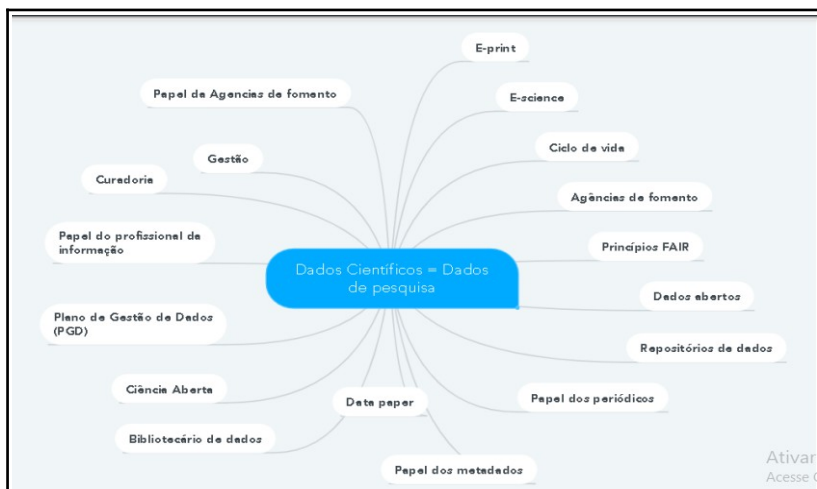 E-print
Papel da Agencias de fomento
E-science
Ciclo de vida
Gestão
Curadoria
Agências de fomento
Papel do profissional da
informação
Princípios FAIR
Dados Científicos = Dados
de pesquisa
Dados abertos
Plano de Gestão de Dados
(PGD)
Repositórios de dados
Ciência Aberta
Data paper
Papel dos periódicos
Bibliotecário de dados
Papel dos metadados
Ativar
Acesse